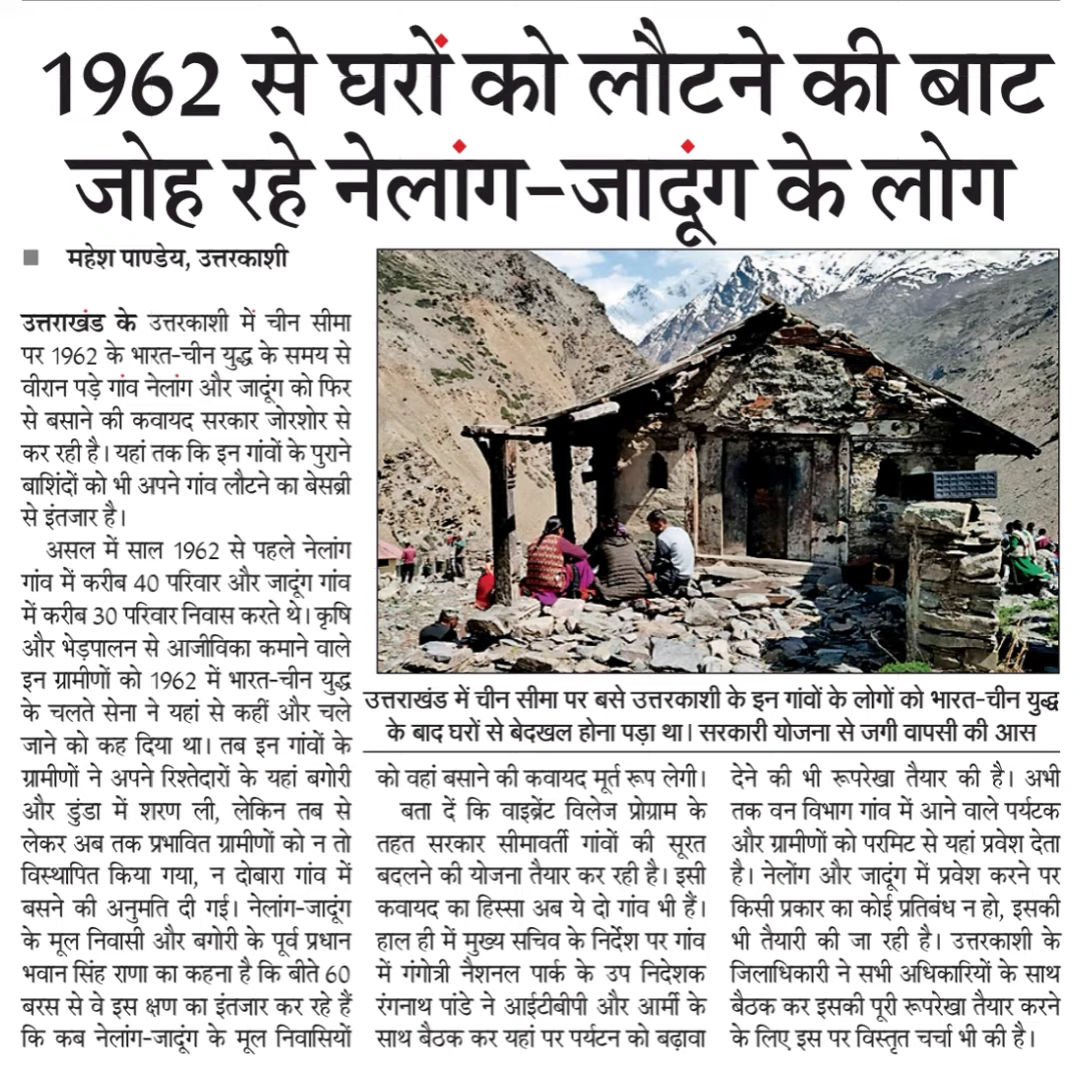 1962 से घरों को लौटने की बाट
जोह रहे नेलांग-जादूंग के लोग
■ महेश पाण्डेय, उत्तरकाशी
उत्तराखंड के उत्तरकाशी में चीन सीमा
पर 1962 के भारत-चीन युद्ध के समय से
वीरान पड़े गांव नेलांग और जादूंग को फिर
से बसाने की कवायद सरकार जोरशोर से
कर रही है। यहां तक कि इन गांवों के पुराने
बाशिंदों को भी अपने गांव लौटने का बेसब्री
से इंतजार है।
असल में साल 1962 से पहले नेलांग
गांव में करीब 40 परिवार और जादूंग गांव
में करीब 30 परिवार निवास करते थे। कृषि
और भेड़पालन से आजीविका कमाने वाले
इन ग्रामीणों को 1962 में भारत-चीन युद्ध
के चलते सेना ने यहां से कहीं और चले
जाने को कह दिया था। तब इन गांवों के
ग्रामीणों ने अपने रिश्तेदारों के यहां बगोरी
और डुंडा में शरण ली, लेकिन तब से
लेकर अब तक प्रभावित ग्रामीणों को न तो
विस्थापित किया गया, न दोबारा गांव में
बसने की अनुमति दी गई। नेलांग-जादूंग
के मूल निवासी और बगोरी के पूर्व प्रधान
भवान सिंह राणा का कहना है कि बीते 60
बरस से वे इस क्षण का इंतजार कर रहे हैं
कि कब नेलांग-जादूंग के मूल निवासियों
उत्तराखंड में चीन सीमा पर बसे उत्तरकाशी के इन गांवों के लोगों को भारत-चीन युद्ध
के बाद घरों से बेदखल होना पड़ा था। सरकारी योजना से जगी वापसी की आस
को वहां बसाने की कवायद मूर्त रूप लेगी।
बता दें कि वाइब्रेंट विलेज प्रोग्राम के
तहत सरकार सीमावर्ती गांवों की सूरत
बदलने की योजना तैयार कर रही है। इसी
कवायद का हिस्सा अब ये दो गांव भी हैं।
हाल ही में मुख्य सचिव के निर्देश पर गांव
में गंगोत्री नैशनल पार्क के उप निदेशक
रंगनाथ पांडे ने आईटीबीपी और आर्मी के
साथ बैठक कर यहां पर पर्यटन को बढ़ावा
देने की भी रूपरेखा तैयार की है। अभी
तक वन विभाग गांव में आने वाले पर्यटक
और ग्रामीणों को परमिट से यहां प्रवेश देता
है। नेलोंग और जादूंग में प्रवेश करने पर
किसी प्रकार का कोई प्रतिबंध न हो, इसकी
भी तैयारी की जा रही है। उत्तरकाशी के
जिलाधिकारी ने सभी अधिकारियों के साथ
बैठक कर इसकी पूरी रूपरेखा तैयार करने
के लिए इस पर विस्तृत चर्चा भी की है।